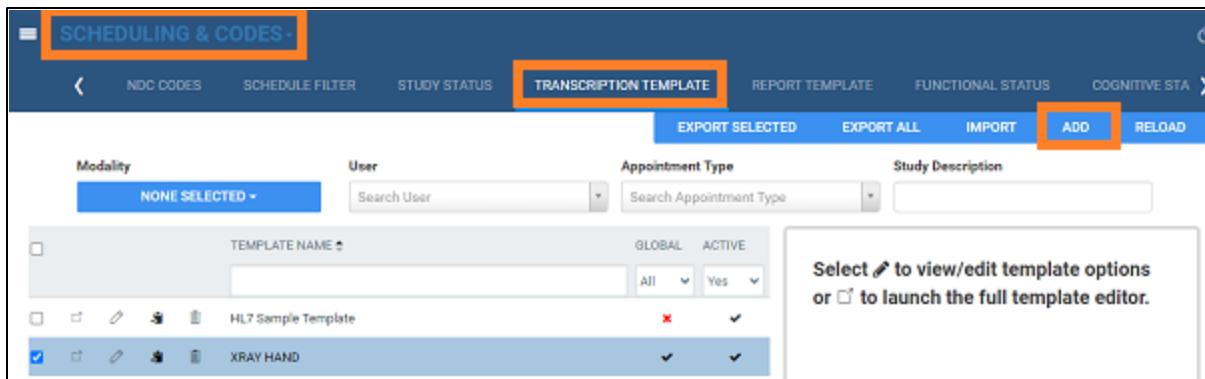 SCHEDULING & CODES
NDC CODES SCHEDULE FILTER STUDY STATUS TRANSCRIPTION TEMPLATE REPORT TEMPLATE FUNCTIONAL STATUS COGNITIVE STA
EXPORT SELECTED EXPORT ALL IMPORT ADD RELOAD
Modality User Appointment Type Study Description
NONE SELECTED Search User Search Appointment Type
TEMPLATE NAME GLOBAL ACTIVE
All Yes
Select to view/edit template options
or to launch the full template editor.
HL7 Sample Template
XRAY HAND